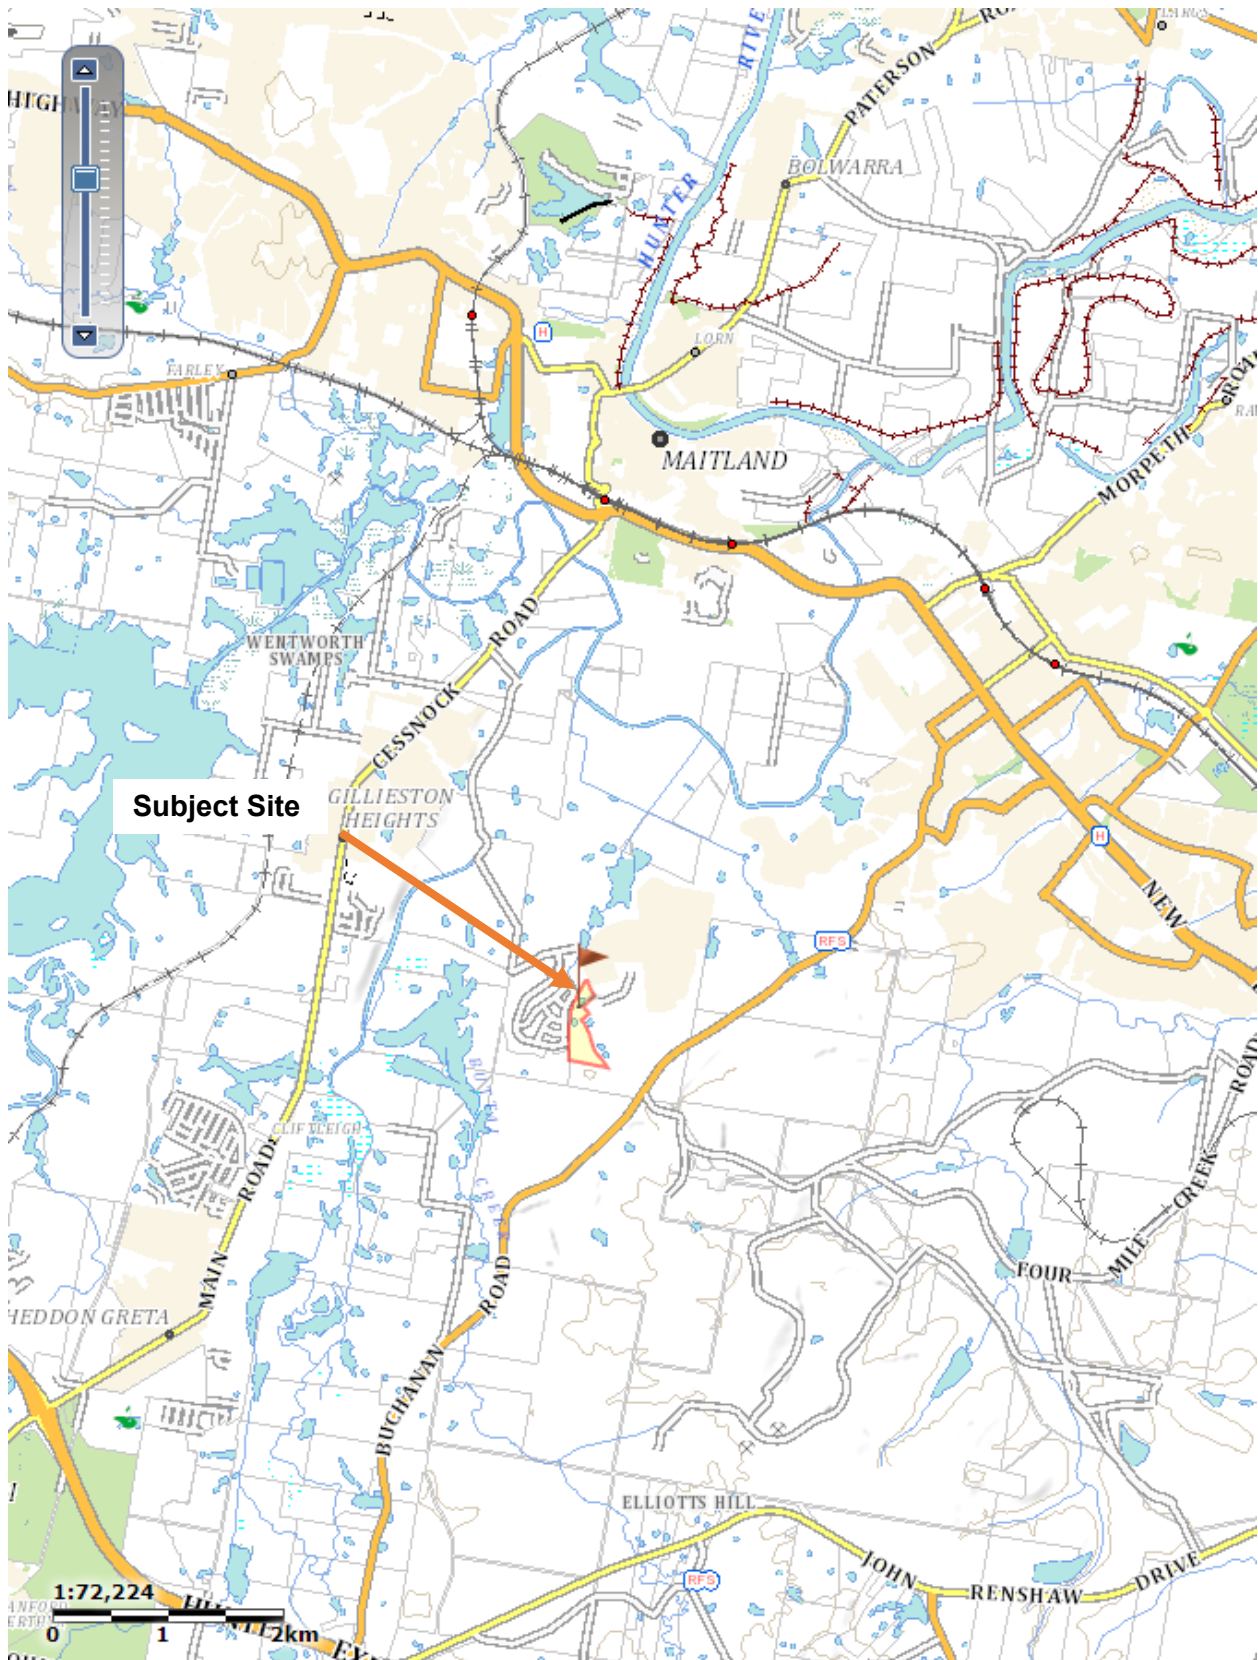 LARGS
RIVER
HUNTER
HIGHWAY
PATERSON
BOLWARRA
H
LORN
FARLEY
MAITLAND
MORPETH
ROAD
WENTWORTH
SWAMPS
CESSNOCK
ROAD
Subject Site
GILLIESTON
HEIGHTS
H
NEW
RFS
CLIFTLEIGH
MAIN
ROAD
CREEK
FOUR
MILE
CREEK
ROAD
HEDDON GRETA
BUCHANAN
ROAD
ELLIOTTS HILL
RFS
JOHN
RENSHAW
DRIVE
1:72,224
0 1 2km